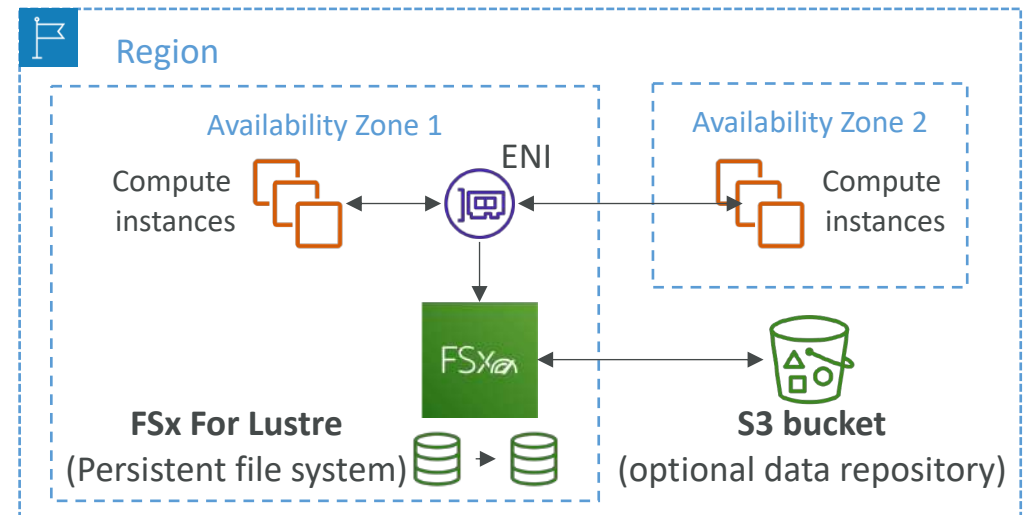 Region
Availability Zone 1
Availability Zone 2
ENI
Compute
instances
Compute
instances
FSx
FSx For Lustre
(Persistent file system)
S3 bucket
(optional data repository)